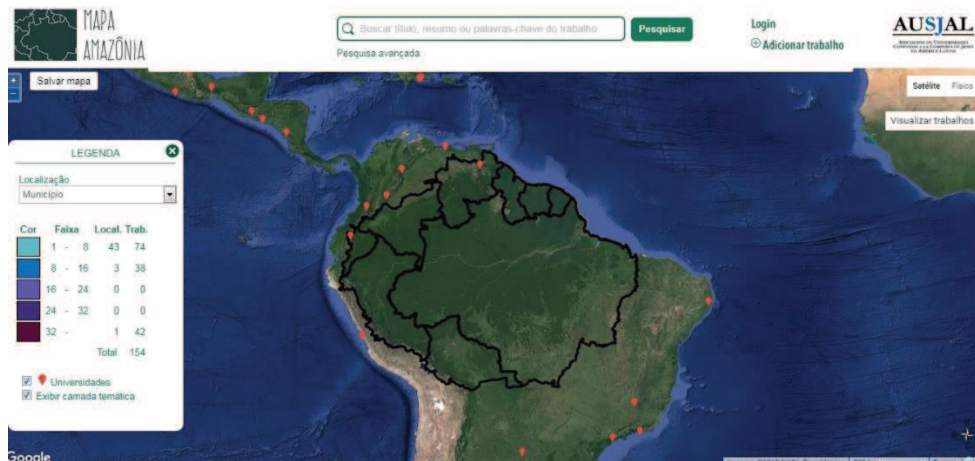 MAPA
AMAZÔNIA
Buscar título, resumo ou palavras-chave do trabalho
Pesquisar
Pesquisa avançada
Login
Adicionar trabalho
AUSJAL
+
−
Salvar mapa
Satélite Físico
Visualizar trabalhos
LEGENDA
Localização
Município
Cor Faixa Local. Trab.
1 - 8 43 74
8 - 16 3 38
16 - 24 0 0
24 - 32 0 0
32 - 1 42
Total 154
Universidades
Exibir camada temática
Google